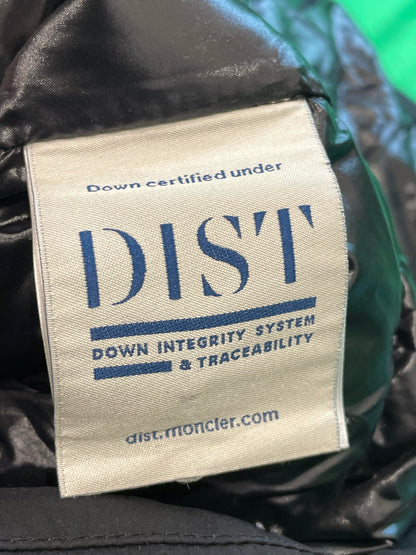 Down certified under
DIST
DOWN INTEGRITY SYSTEM
& TRACEABILITY
dist.moncler.com